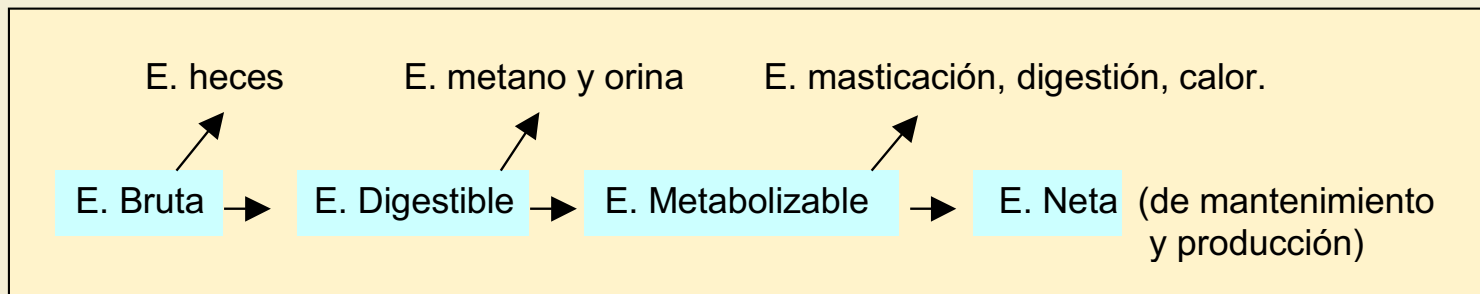 E. heces E. metano y orina E. masticación, digestión, calor.
E. Bruta E. Digestible E. Metabolizable E. Neta (de mantenimiento
y producción)